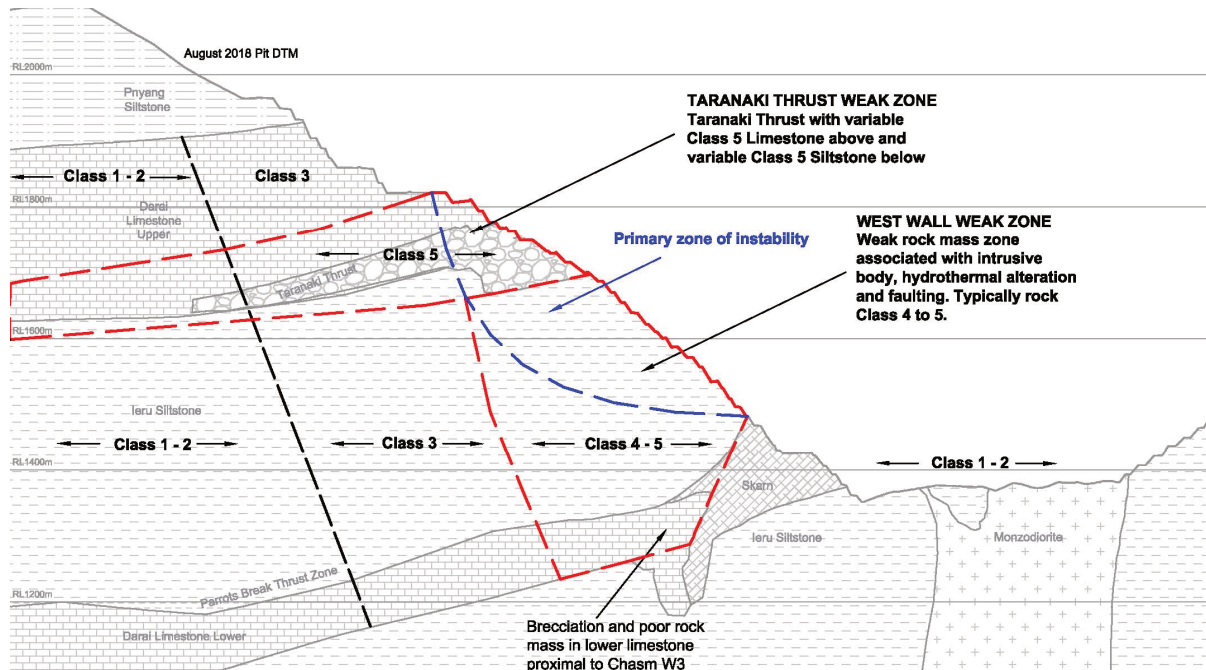 August 2018 Pit DTM
RL2000m
Pnyang
Siltstone
TARANAKI THRUST WEAK ZONE
Taranaki Thrust with variable
Class 5 Limestone above and
variable Class 5 Siltstone below
Class 1 - 2
Class 3
RL1800m
Darai
Limestone
Upper
WEST WALL WEAK ZONE
Weak rock mass zone
associated with intrusive
body, hydrothermal alteration
and faulting. Typically rock
Class 4 to 5.
Primary zone of instability
Class 5
Taranaki Thrust
RL1600m
Ieru Siltstone
Class 1 - 2
Class 3
Class 4 - 5
Class 1 - 2
RL1400m
Skarn
Ieru Siltstone
Monzodiorite
Parrots Break Thrust Zone
RL1200m
Darai Limestone Lower
Brecciation and poor rock
mass in lower limestone
proximal to Chasm W3